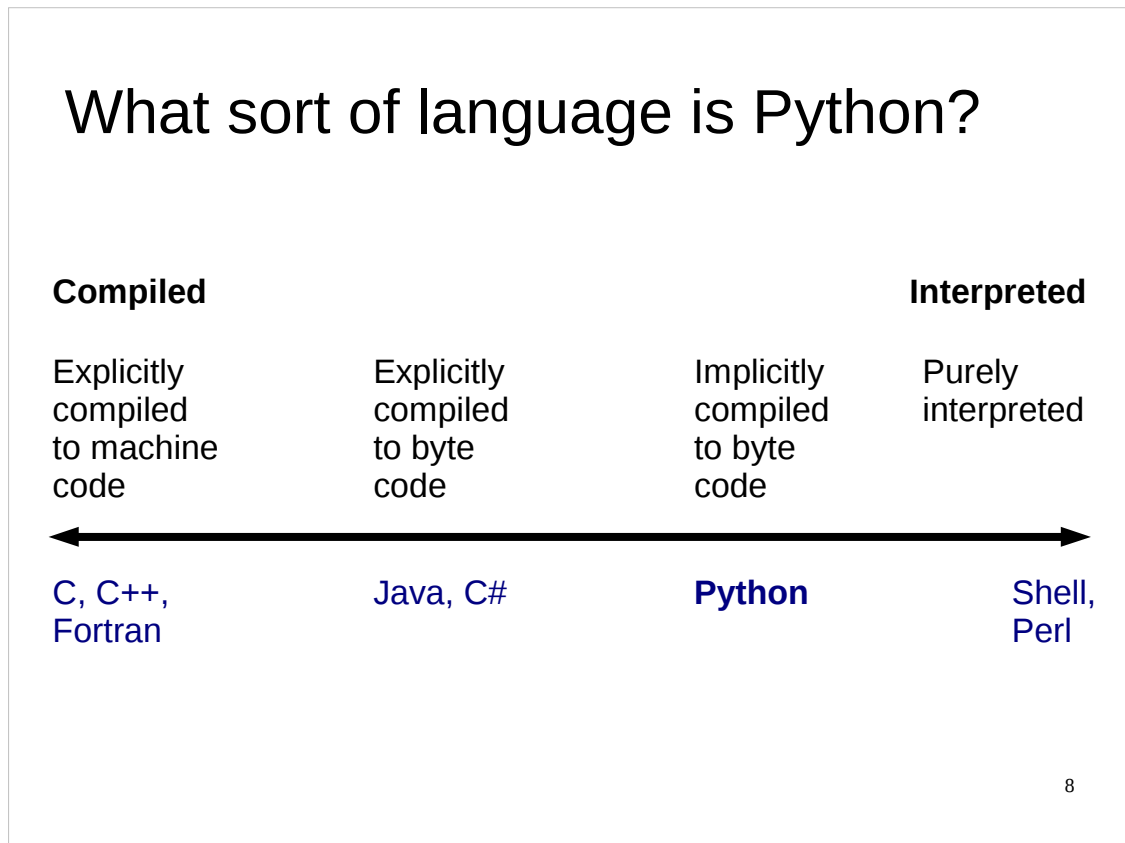 What sort of language is Python?
Compiled
Interpreted
Explicitly
compiled
to machine
code
Explicitly
compiled
to byte
code
Implicitly
compiled
to byte
code
Purely
interpreted
C, C++,
Fortran
Java, C#
Python
Shell,
Perl
8